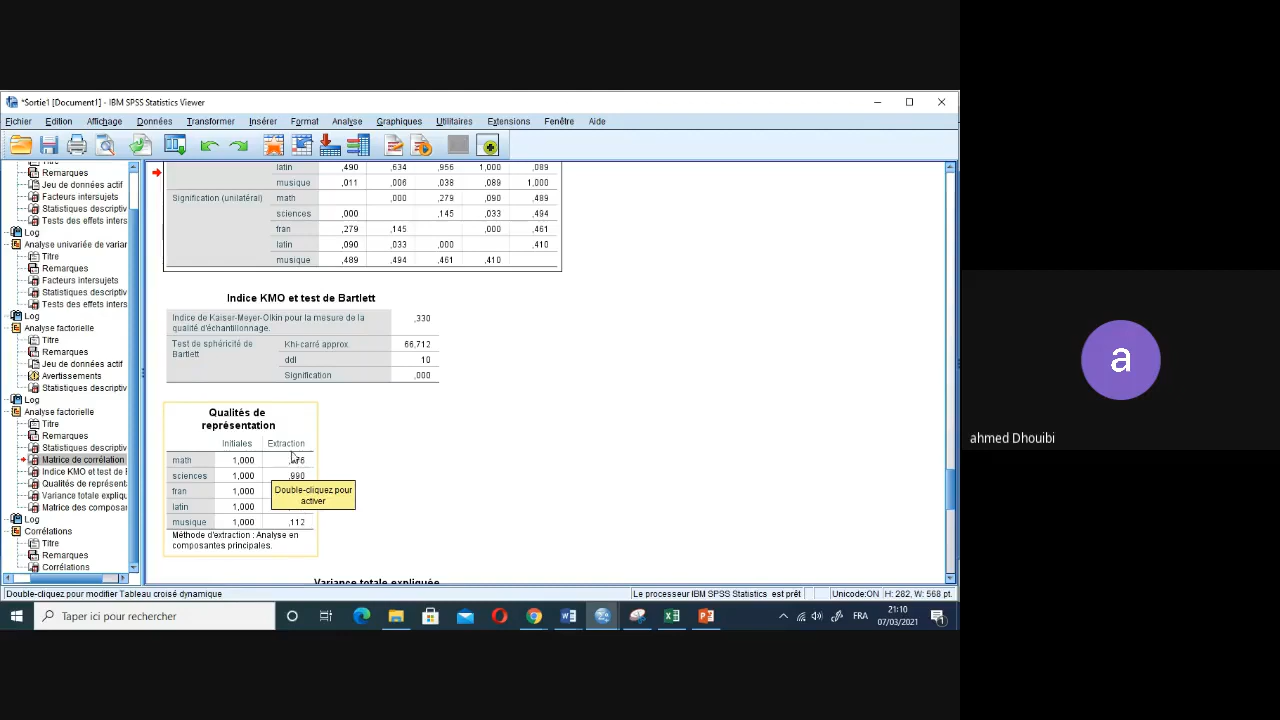 *Sortie1 [Document1] - IBM SPSS Statistics Viewer
Fichier Edition Affichage Données Transformer Insérer Format Analyse Graphiques Utilitaires Extensions Fenêtre Aide
Titre
Remarques
Jeu de données actif
Facteurs intersujets
Statistiques descriptiv
Tests des effets inters
Log
Analyse univariée de varian
Titre
Remarques
Facteurs intersujets
Statistiques descriptiv
Tests des effets inters
Log
Analyse factorielle
Titre
Remarques
Jeu de données actif
Avertissements
Statistiques descriptiv
Log
Analyse factorielle
Titre
Remarques
Statistiques descriptiv
Matrice de corrélation
Indice KMO et test de B
Qualités de représenta
Variance totale expliqu
Matrice des composan
Log
Corrélations
Titre
Remarques
Corrélations
latin ,490 ,634 ,956 1,000 ,089
musique ,011 ,006 ,038 ,089 1,000
Signification (unilatéral) math ,000 ,279 ,090 ,489
sciences ,000 ,145 ,033 ,494
fran ,279 ,145 ,000 ,461
latin ,090 ,033 ,000 ,410
musique ,489 ,494 ,461 ,410
Indice KMO et test de Bartlett
Indice de Kaiser-Meyer-Olkin pour la mesure de la
qualité d'échantillonnage. ,330
Test de sphéricité de
Bartlett
Khi-carré approx. 66,712
ddl 10
Signification ,000
Qualités de
représentation
Initiales Extraction
math 1,000
sciences 1,000 ,990
fran 1,000
latin 1,000
musique 1,000 ,112
Méthode d'extraction : Analyse en
composantes principales.
Double-cliquez pour
activer
Variance totale expliquée
Double-cliquez pour modifier Tableau croisé dynamique
Le processeur IBM SPSS Statistics est prêt
Unicode:ON H: 282, W: 568 pt.
Taper ici pour rechercher
FRA
21:10
07/03/2021
a
ahmed Dhouibi